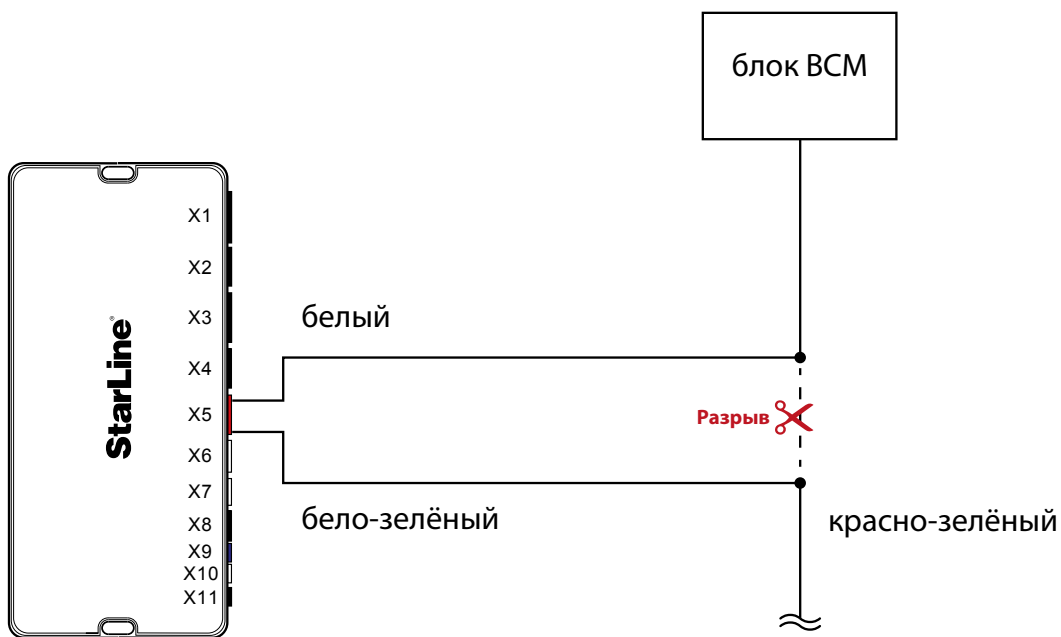 блок BCM
StarLine®
X1
X2
X3
X4
X5
X6
X7
X8
X9
X10
X11
белый
Разрыв
бело-зелёный
красно-зелёный